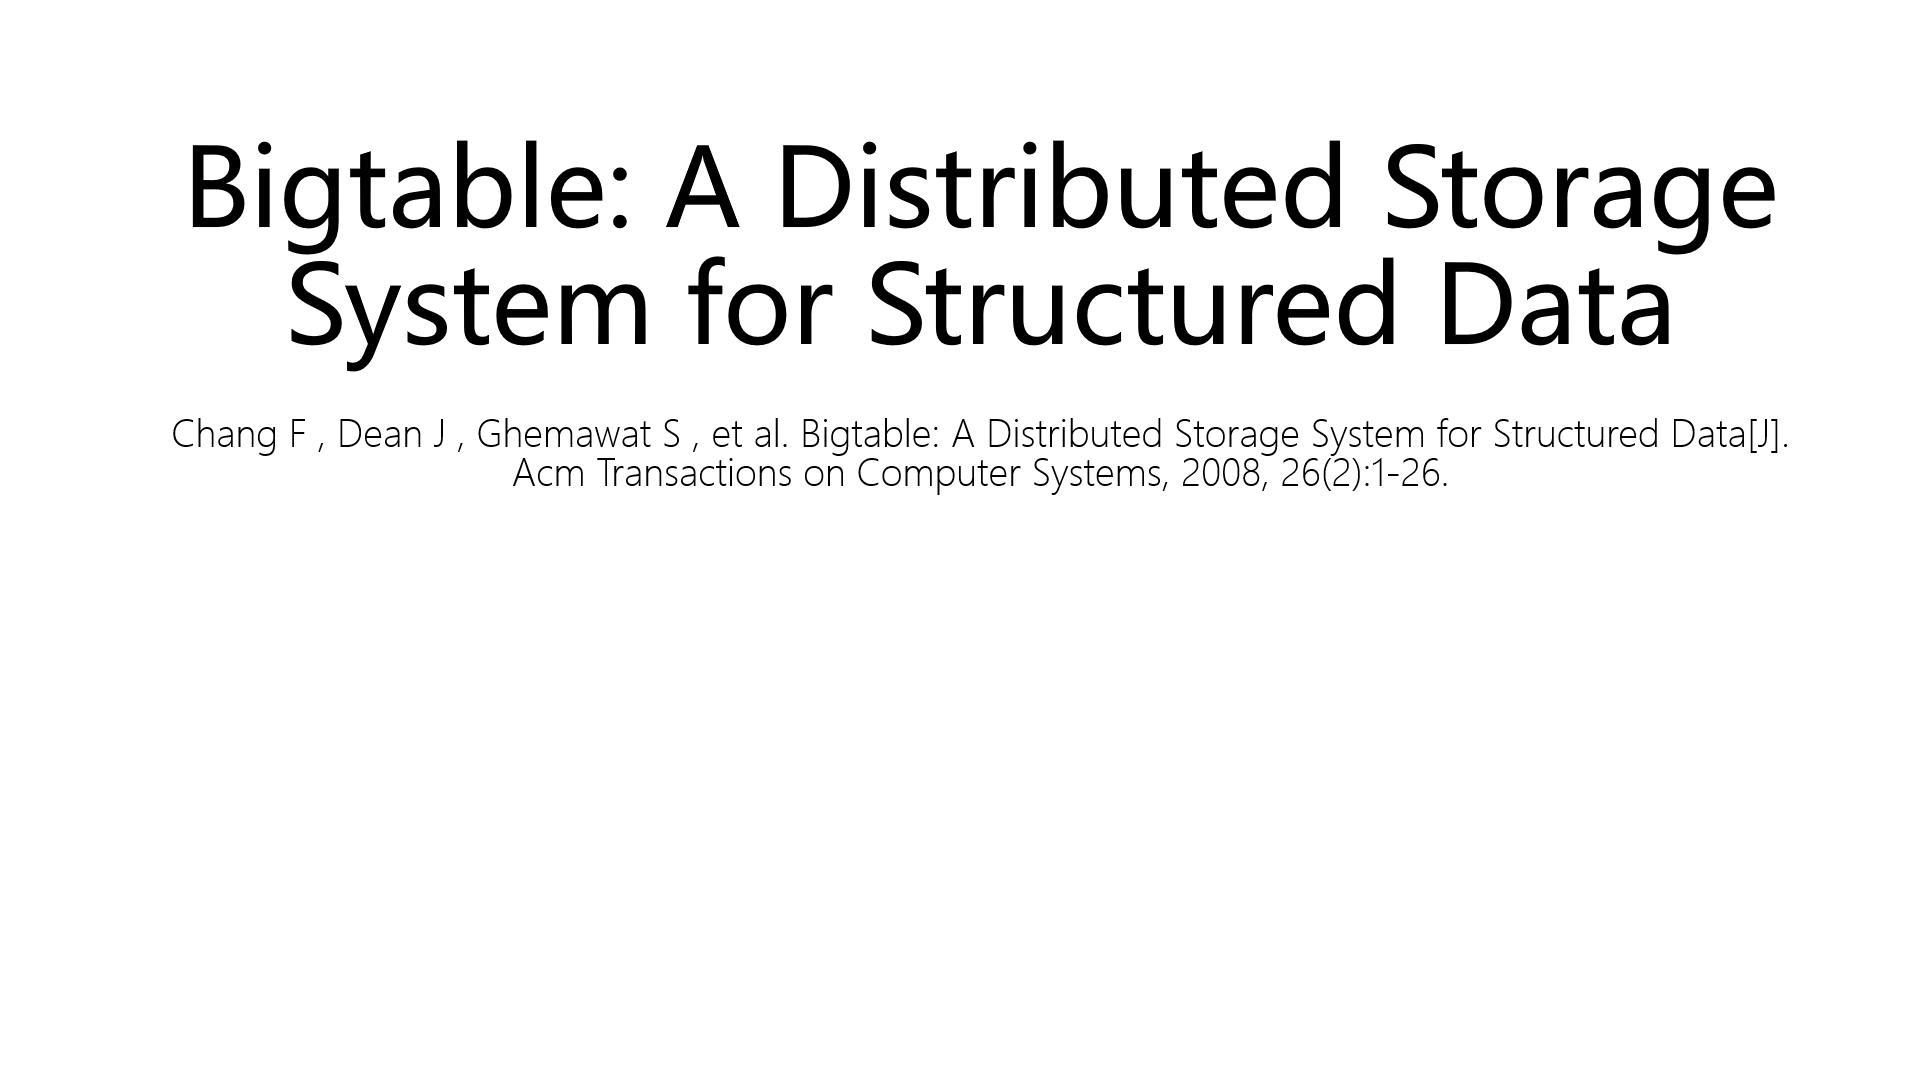 Bigtable: A Distributed Storage
System for Structured Data
Chang F , Dean J , Ghemawat S , et al. Bigtable: A Distributed Storage System for Structured Data[J].
Acm Transactions on Computer Systems, 2008, 26(2):1-26.